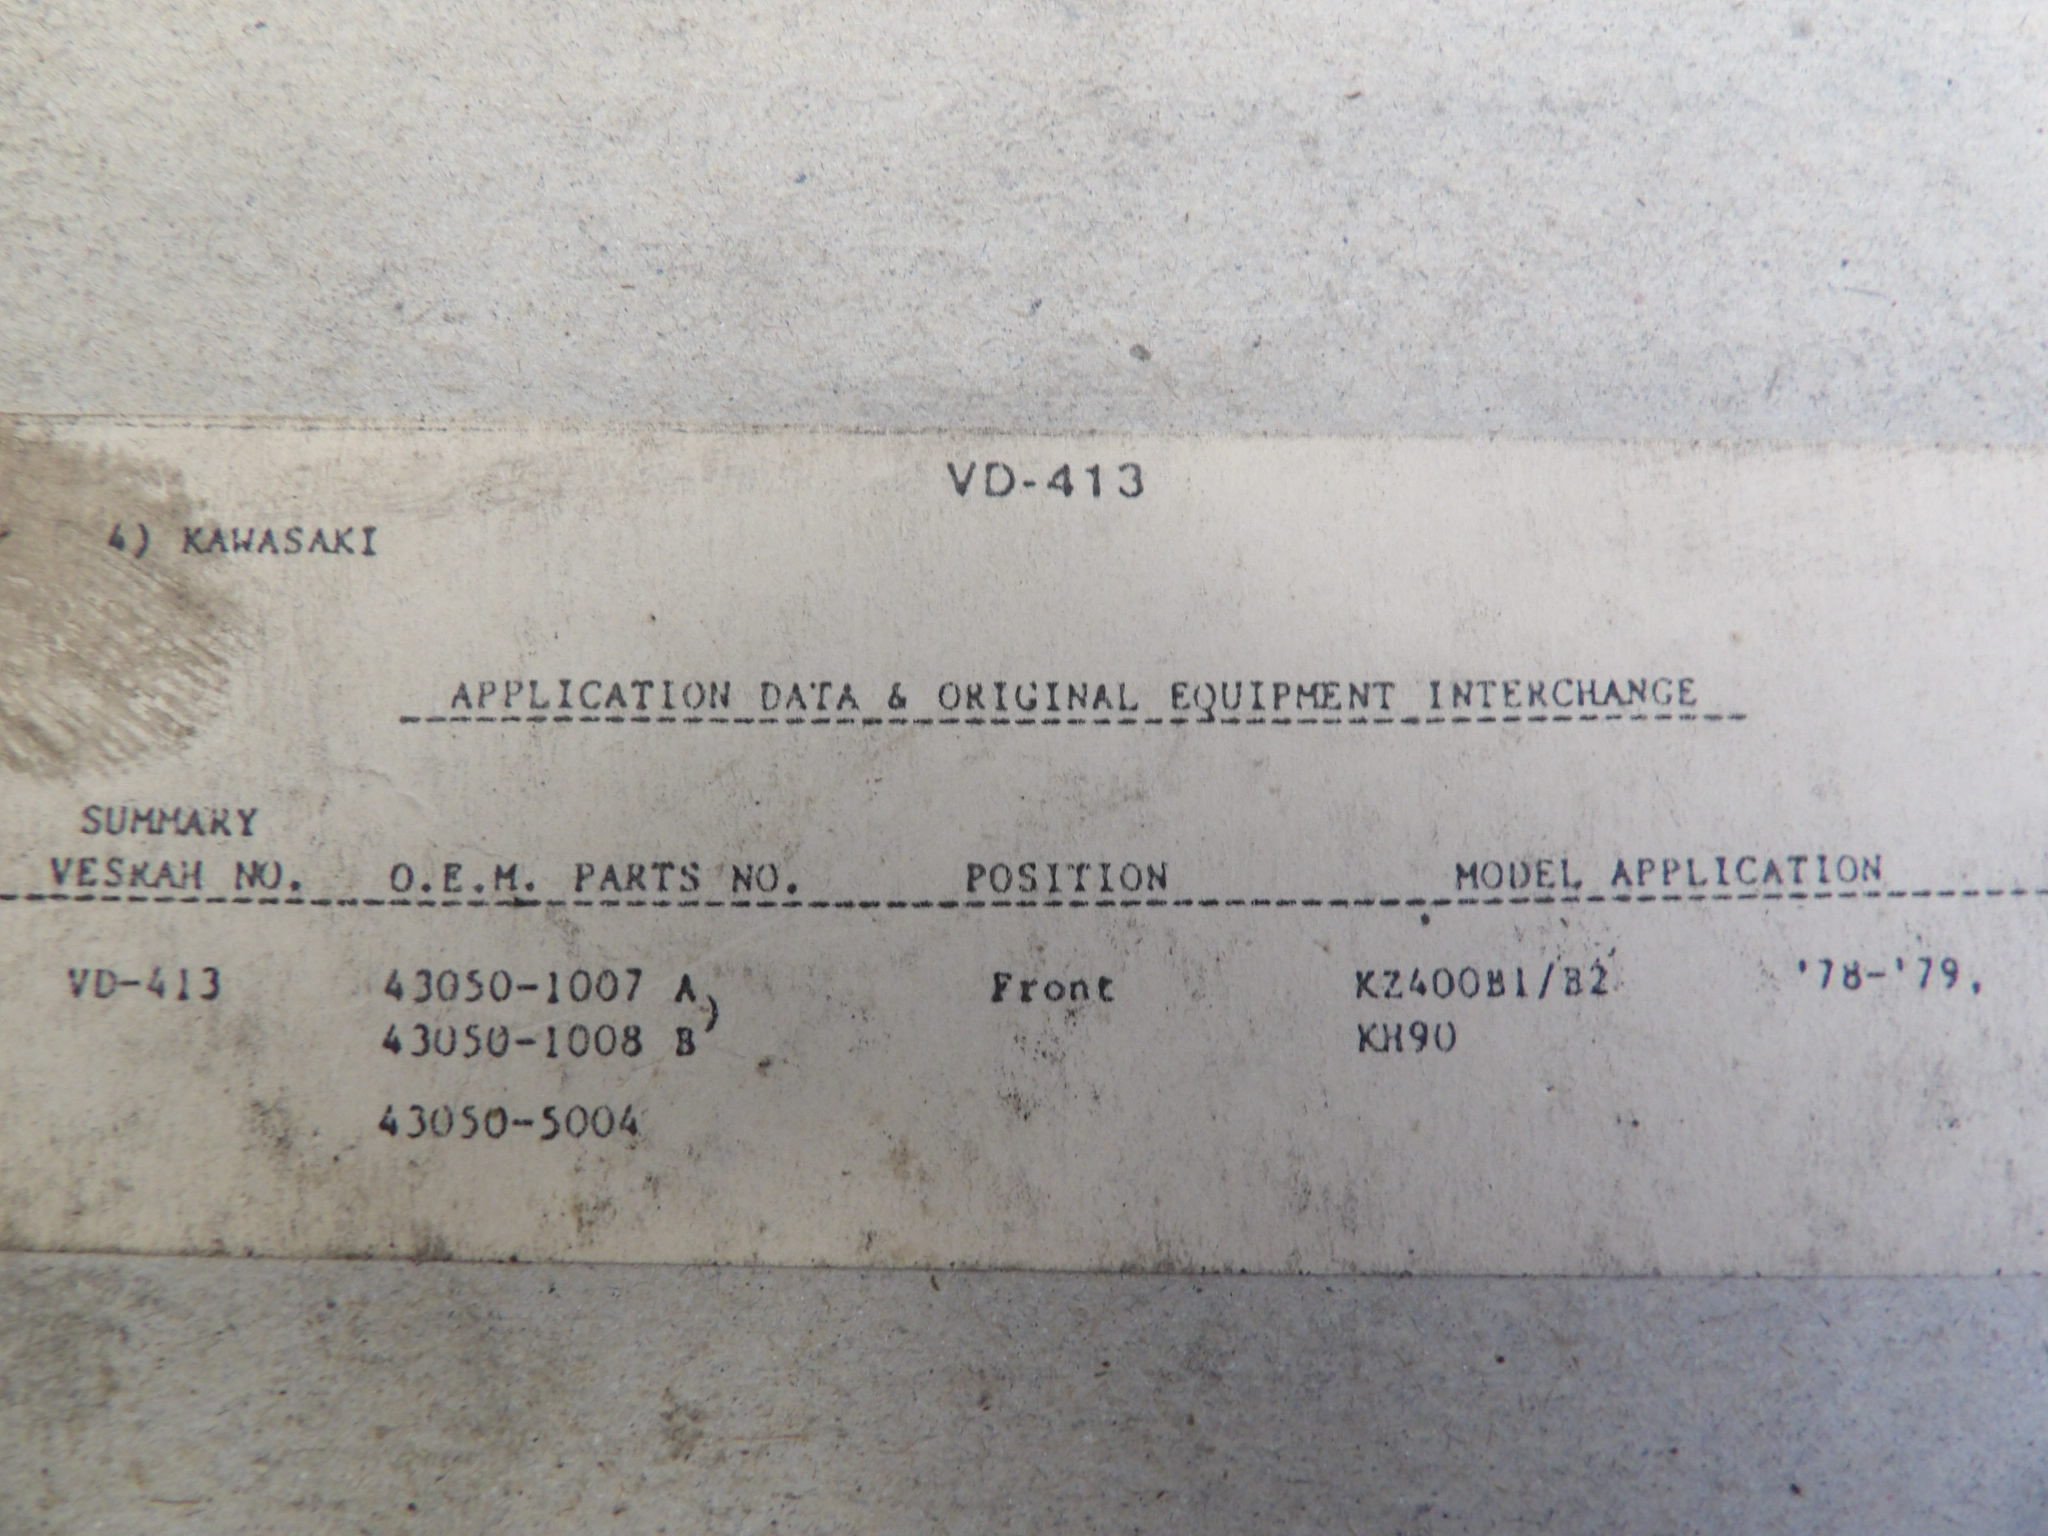 VD-413
4) KAWASAKI
APPLICATION DATA & ORIGINAL EQUIPMENT INTERCHANGE
SUMMARY
VESRAH NO. O.E.M. PARTS NO. POSITION MODEL APPLICATION
VD-413 43050-1007 A) Front KZ400B1/B2 '78-'79,
43050-1008 B KH90
43050-5004